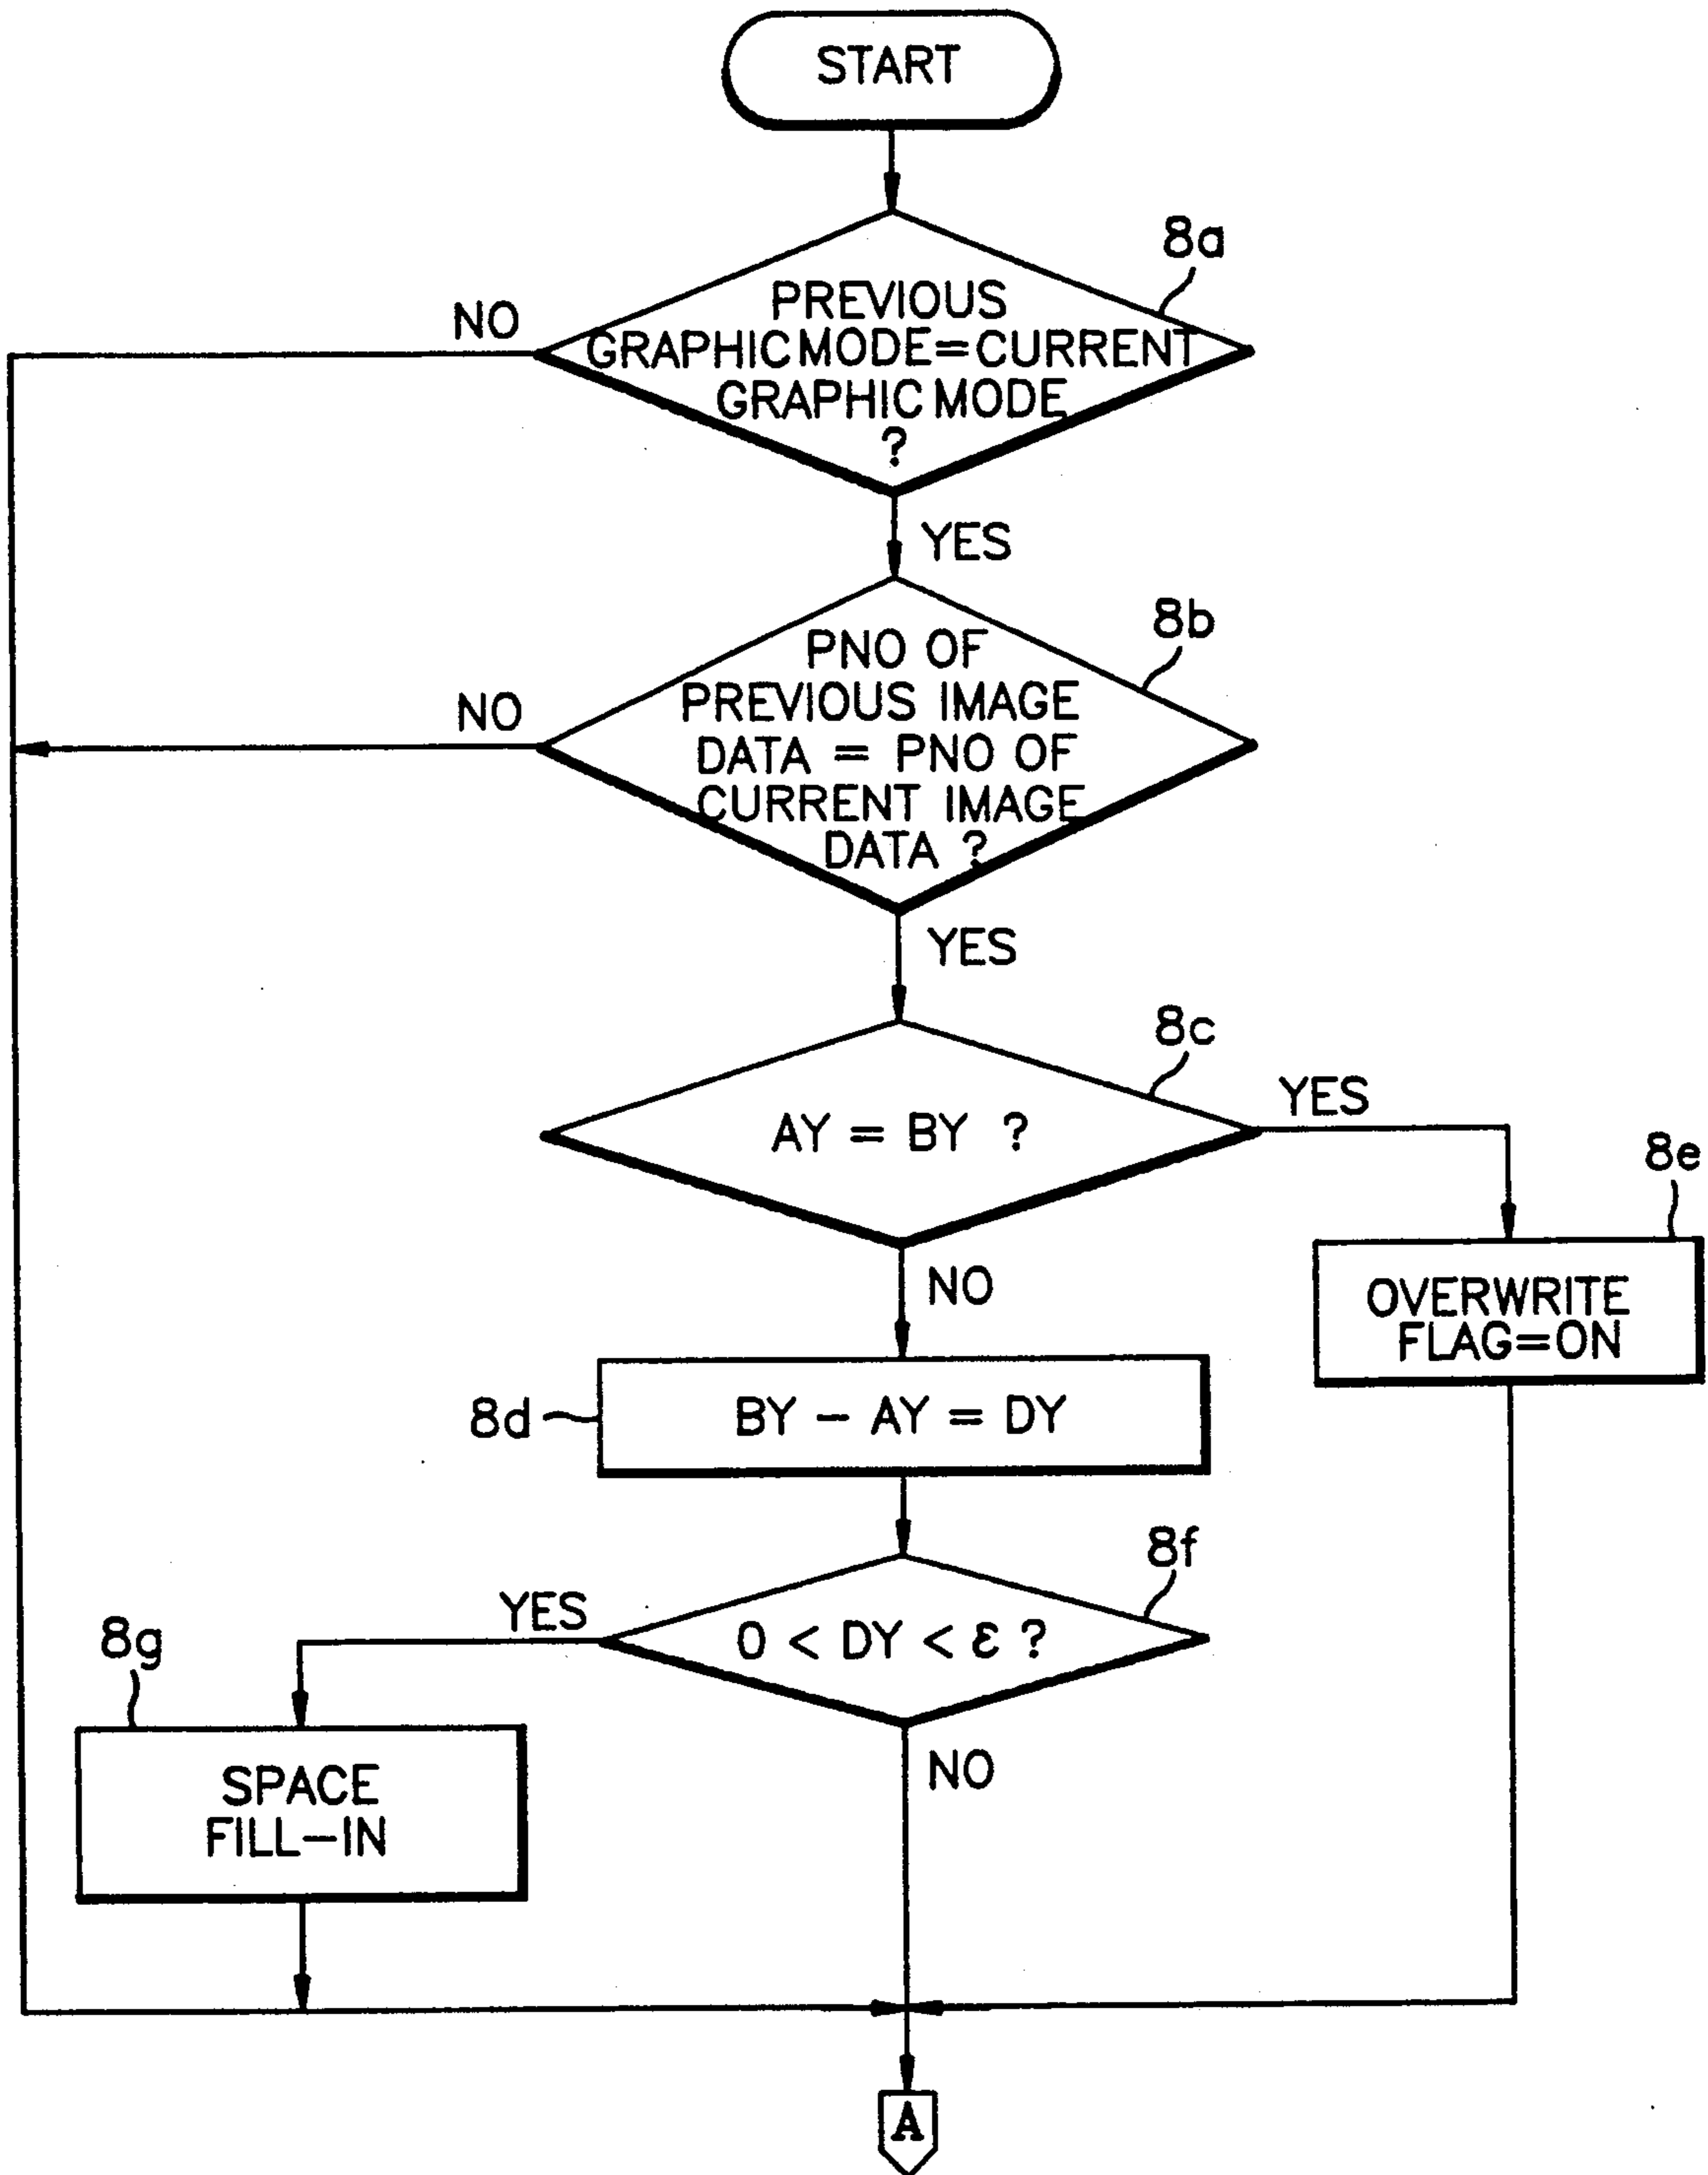 START
8a
NO
PREVIOUS
GRAPHIC MODE=CURRENT
GRAPHIC MODE
?
YES
8b
NO
PNO OF
PREVIOUS IMAGE
DATA = PNO OF
CURRENT IMAGE
DATA ?
YES
8c
AY = BY ?
YES
8e
NO
OVERWRITE
FLAG=ON
8d
BY - AY = DY
8f
YES
0 < DY < ε ?
8g
NO
SPACE
FILL-IN
A